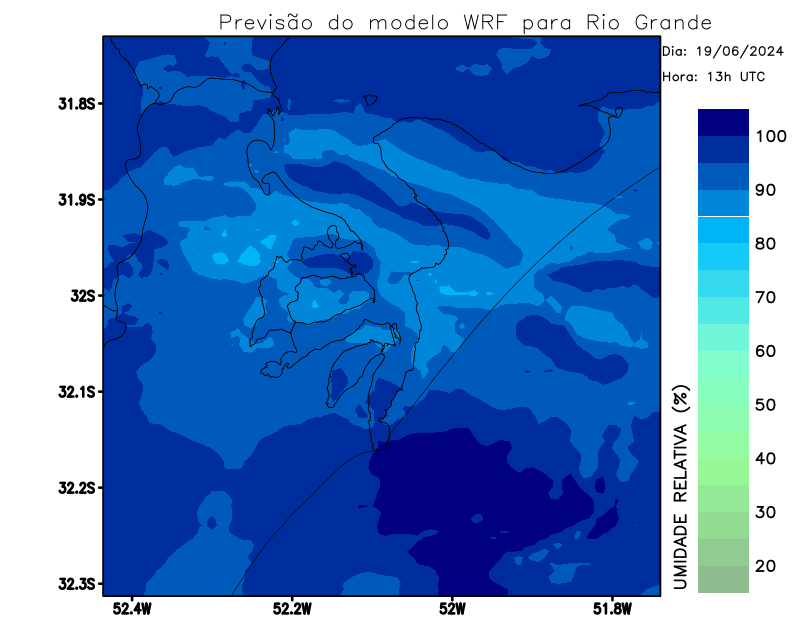 Previsão do modelo WRF para Rio Grande
Dia: 19/06/2024
Hora: 13h UTC
31.8S
31.9S
32S
32.1S
32.2S
32.3S
52.4W
52.2W
52W
51.8W
100
90
80
70
60
50
40
30
20
UMIDADE RELATIVA (%)